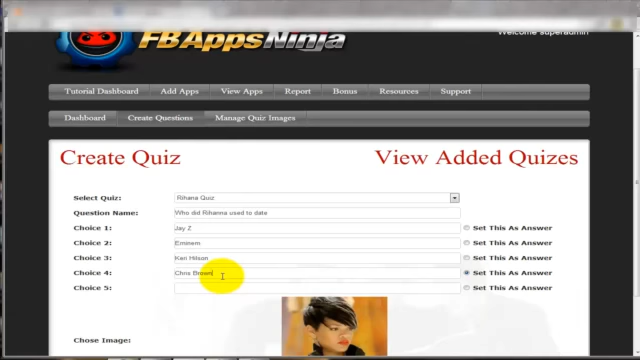 Welcome superadmin
FBAppsNinja
Tutorial Dashboard Add Apps View Apps Report Bonus Resources Support
Dashboard Create Questions Manage Quiz Images
Create Quiz View Added Quizes
Select Quiz: Rihana Quiz
Question Name: Who did Rihanna used to date
Choice 1: Jay Z Set This As Answer
Choice 2: Eminem Set This As Answer
Choice 3: Keri Hilson Set This As Answer
Choice 4: Chris Brown Set This As Answer
Choice 5: Set This As Answer
Chose Image: